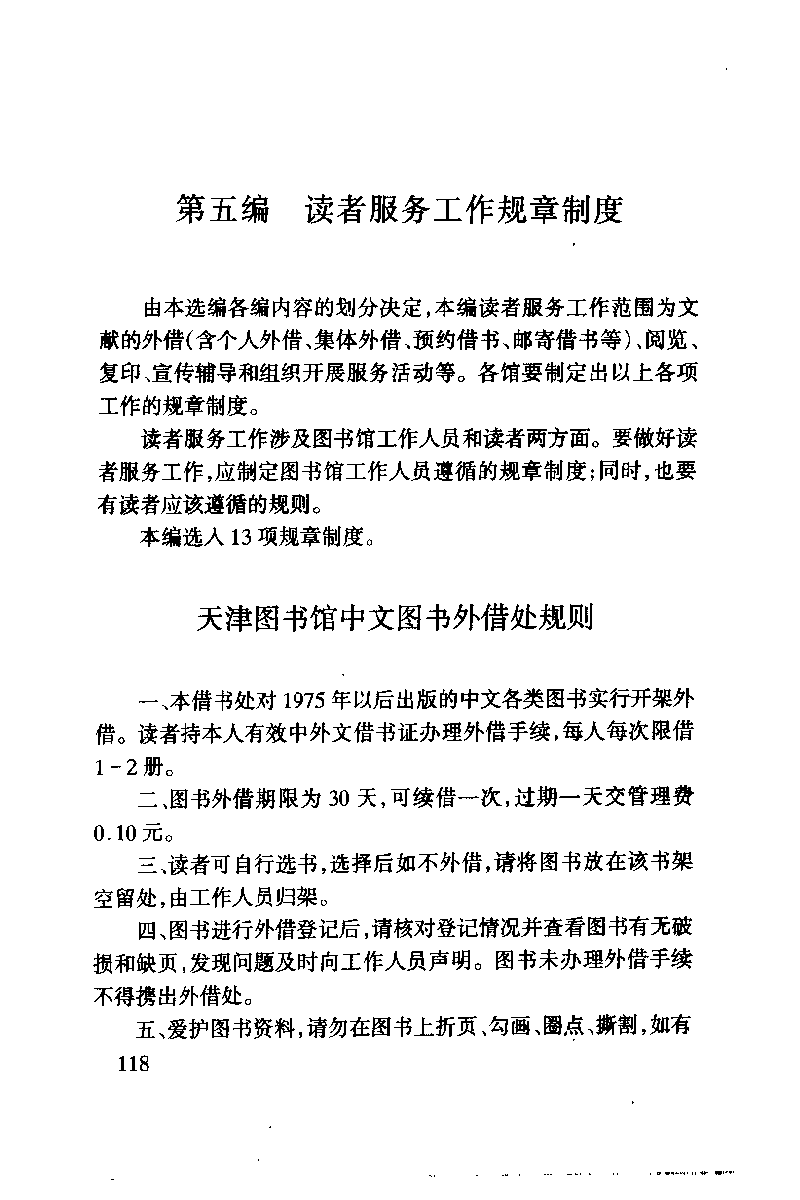 第五编　读者服务工作规章制度
由本选编各编内容的划分决定,本编读者服务工作范围为文
献的外借(含个人外借、集体外借、预约借书、邮寄借书等)、阅览、
复印、宣传辅导和组织开展服务活动等。各馆要制定出以上各项
工作的规章制度。
读者服务工作涉及图书馆工作人员和读者两方面。要做好读
者服务工作,应制定图书馆工作人员遵循的规章制度;同时,也要
有读者应该遵循的规则。
本编选入13项规章制度。
天津图书馆中文图书外借处规则
一、本借书处对1975年以后出版的中文各类图书实行开架外
借。读者持本人有效中外文借书证办理外借手续,每人每次限借
1-2册。
二、图书外借期限为30天,可续借一次,过期一天交管理费
0.10元。
三、读者可自行选书,选择后如不外借,请将图书放在该书架
空留处,由工作人员归架。
四、图书进行外借登记后,请核对登记情况并查看图书有无破
损和缺页,发现问题及时向工作人员声明。图书未办理外借手续
不得携出外借处。
五、爱护图书资料,请勿在图书上折页、勾画、圈点、撕割,如有
118